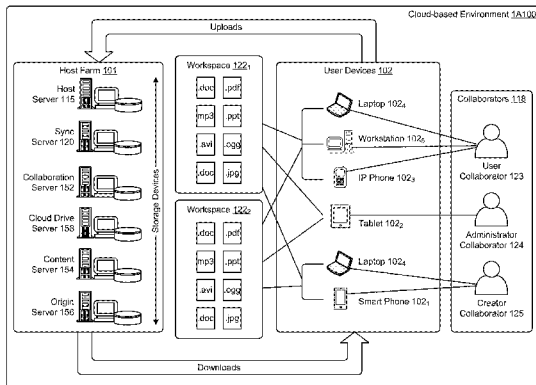 Cloud-based Environment 1A100
Uploads
Host Farm 101
Host
Server 115
Sync
Server 120
Collaboration
Server 152
Cloud Drive
Server 153
Content
Server 154
Origin
Server 156
Storage Devices
Workspace 122₁
.doc .pdf
.mp3 .ppt
.avi .ogg
.doc .jpg
Workspace 122₂
.doc .pdf
.mp3 .ppt
.avi .ogg
.doc .jpg
User Devices 102
Laptop 102₄
Workstation 102₅
IP Phone 102₃
Tablet 102₂
Laptop 102₄
Smart Phone 102₁
Collaborators 118
User
Collaborator 123
Administrator
Collaborator 124
Creator
Collaborator 125
Downloads